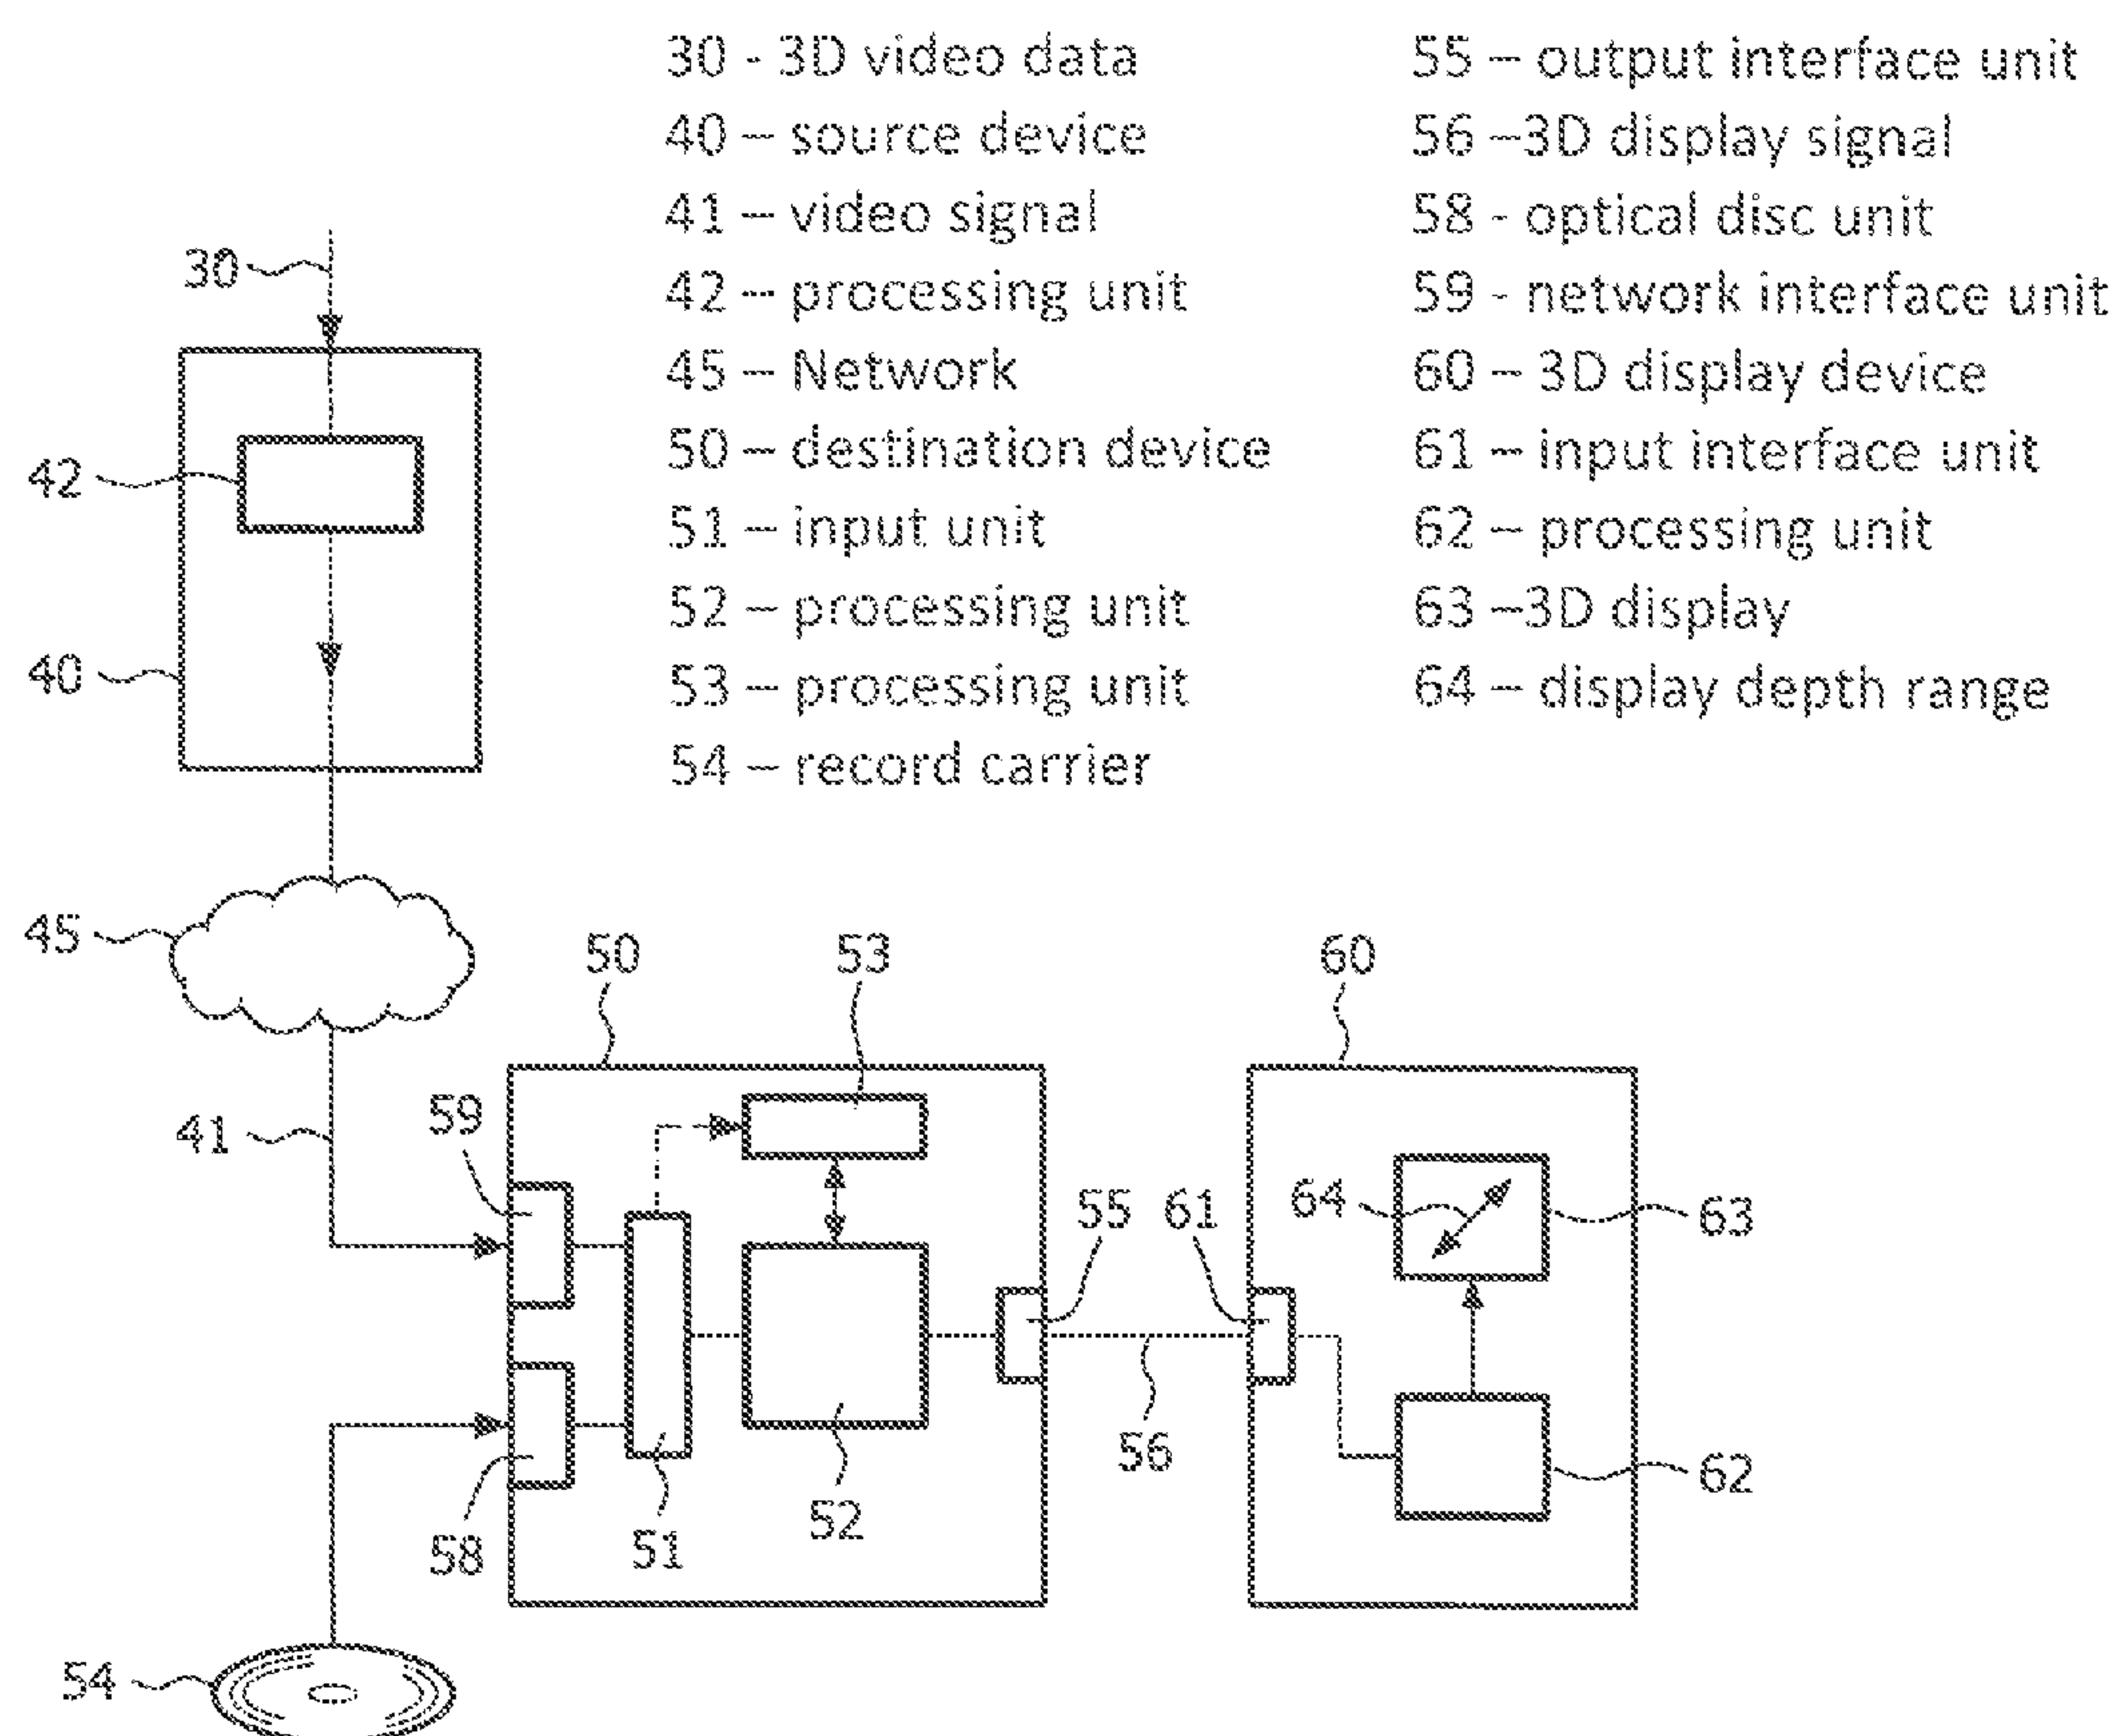 30 - 3D video data
40 – source device
41 – video signal
42 – processing unit
45 – Network
50 – destination device
51 – input unit
52 – processing unit
53 – processing unit
54 – record carrier
55 – output interface unit
56 –3D display signal
58 - optical disc unit
59 - network interface unit
60 – 3D display device
61 – input interface unit
62 – processing unit
63 –3D display
64 – display depth range
30
42
40
45
50
53
60
59
41
55
61
64
63
56
62
58
51
52
54